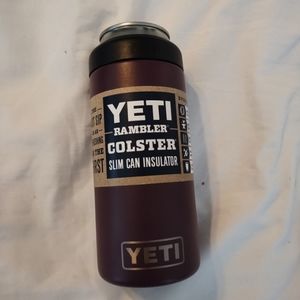 YETI
RAMBLER
COLSTER
SLIM CAN INSULATOR
YETI